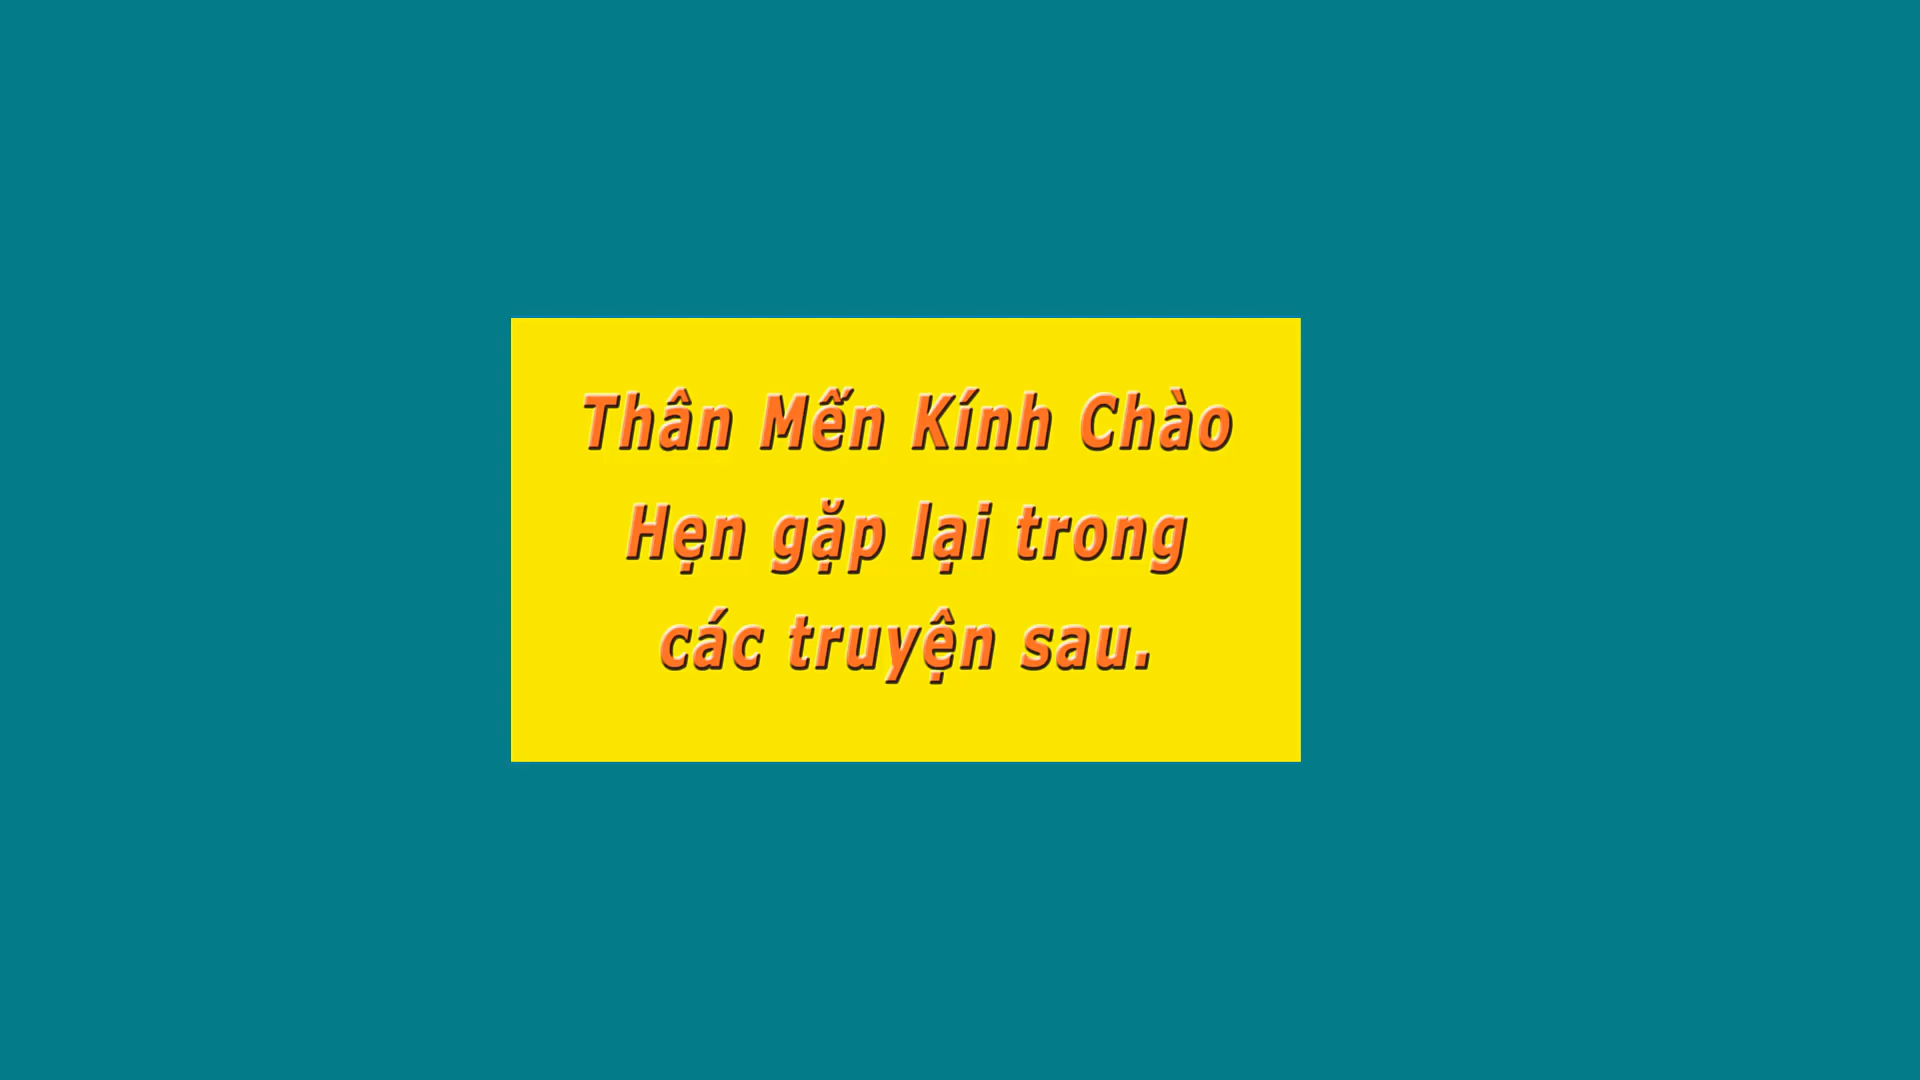 Thân Mến Kính Chào
Hẹn gặp lại trong
các truyện sau.